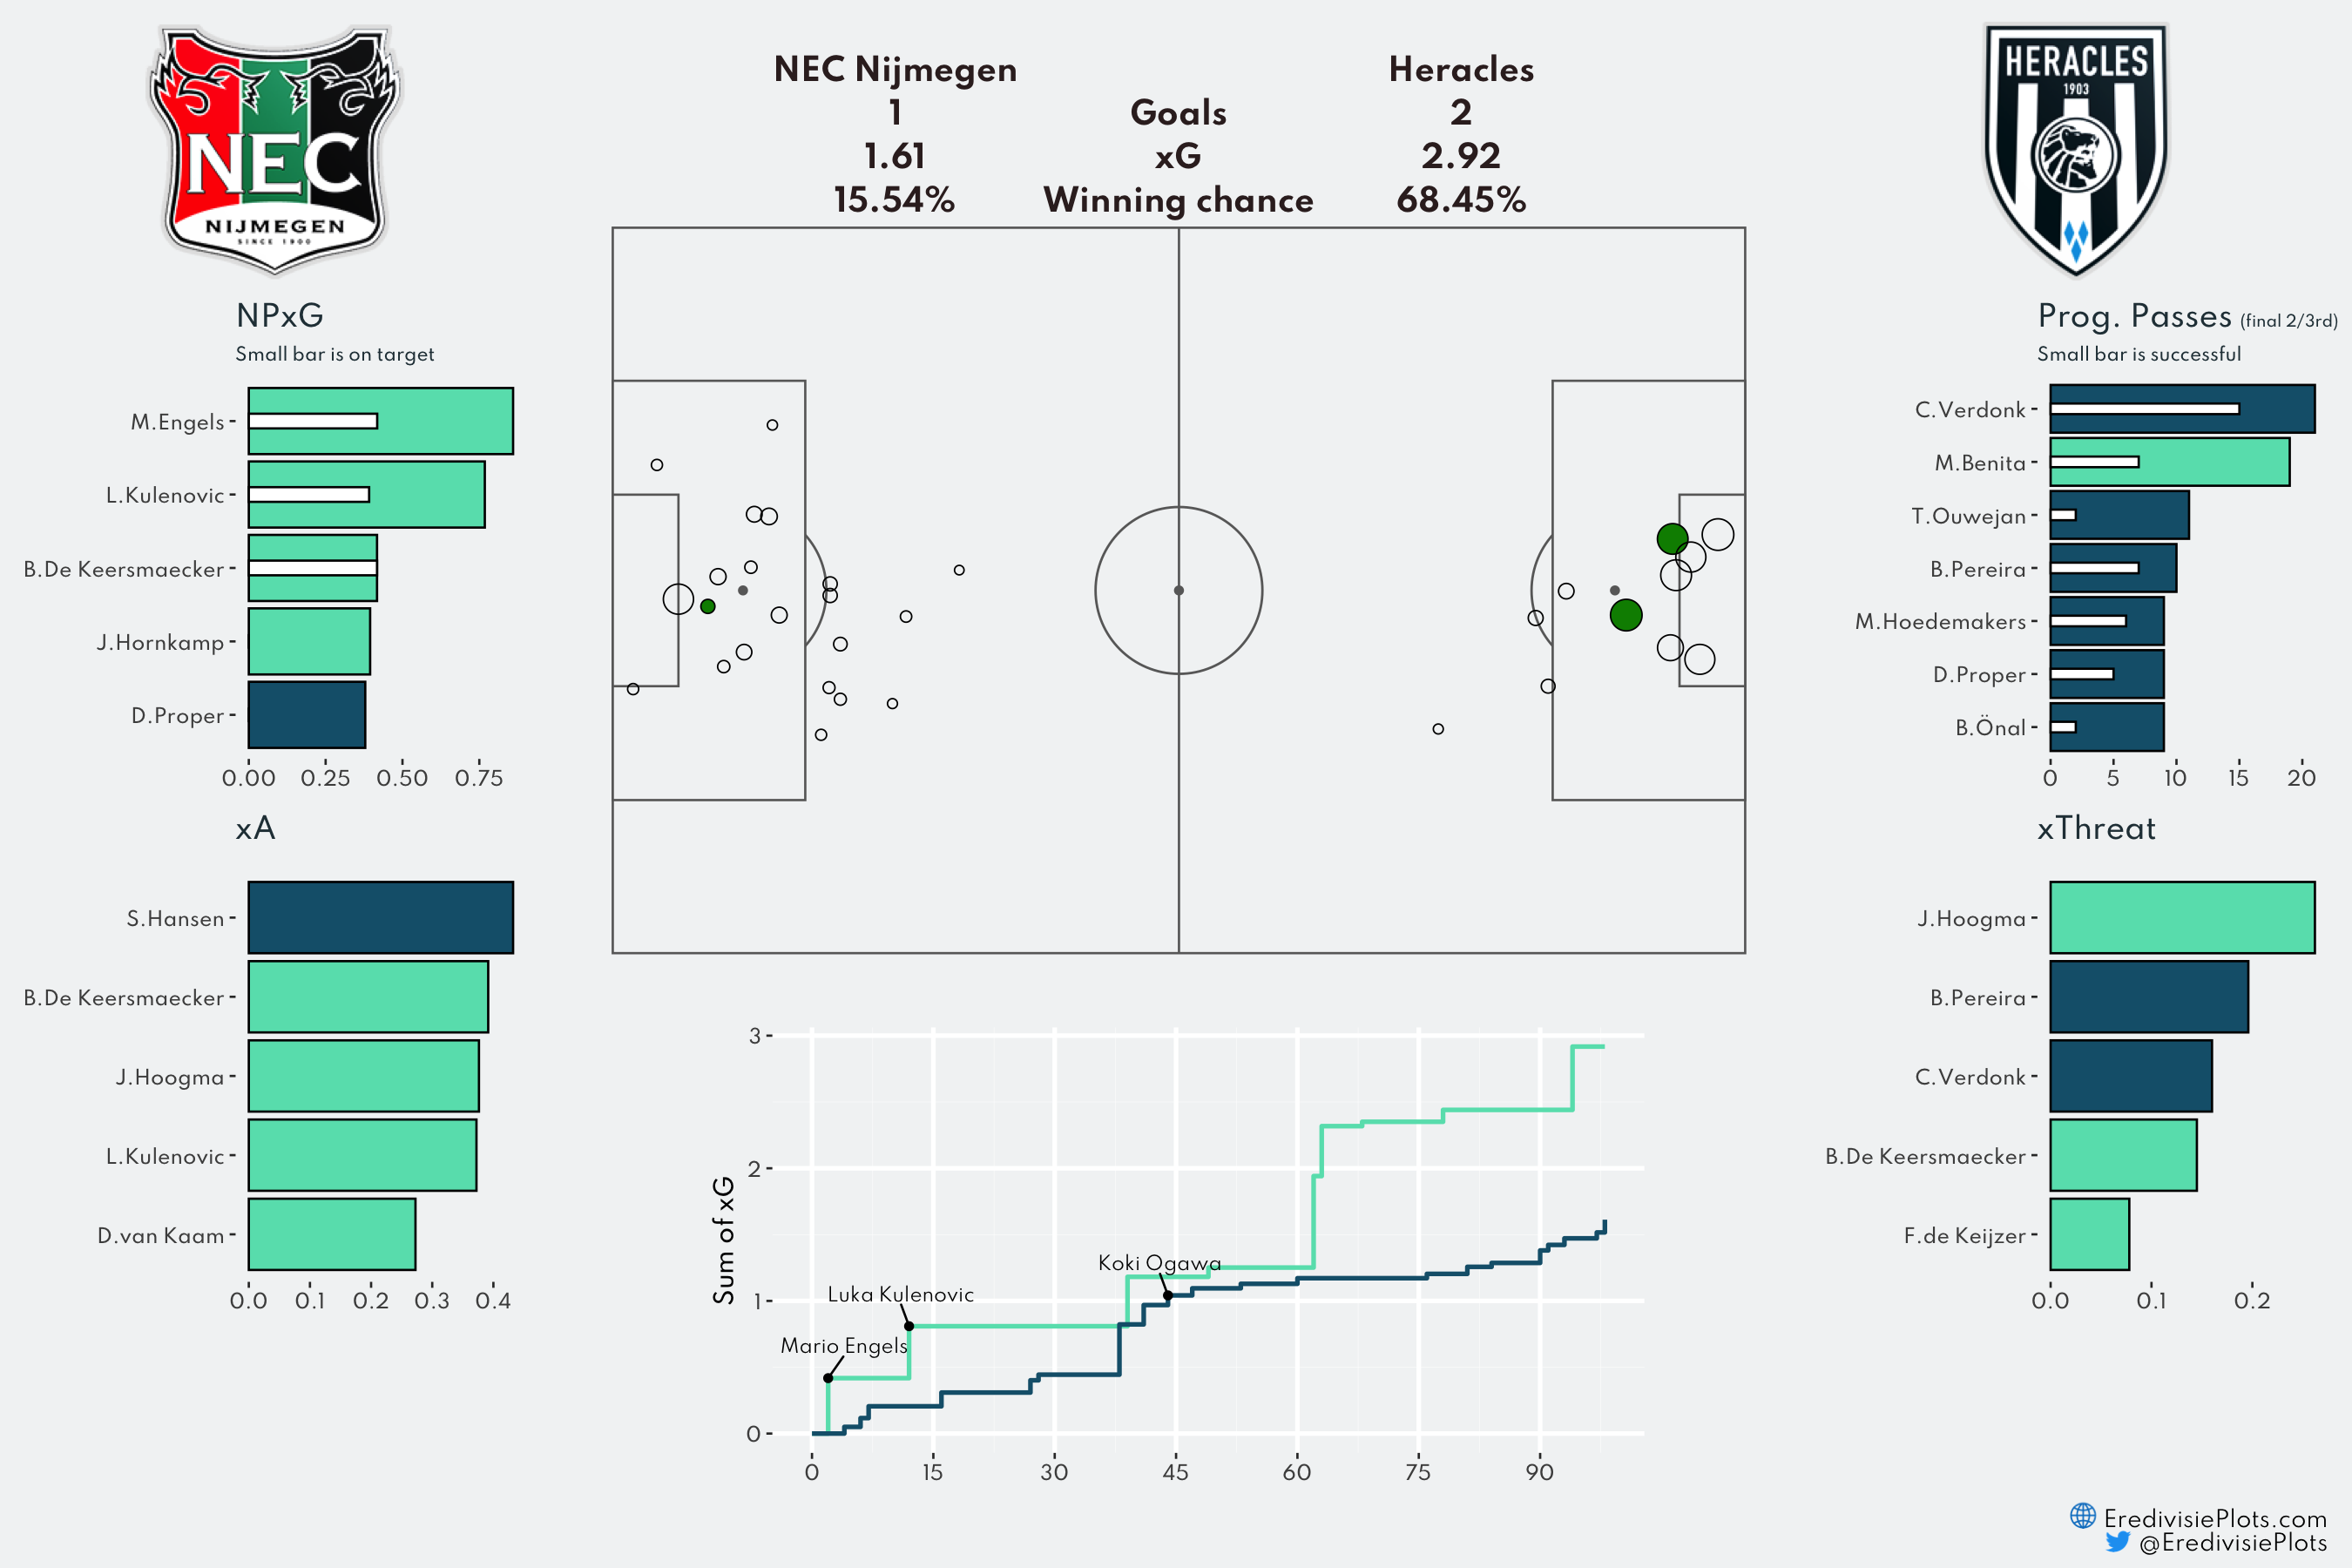 NEC
NIJMEGEN
SINCE 1900
HERACLES
1903
NEC Nijmegen Heracles
1 Goals 2
1.61 xG 2.92
15.54% Winning chance 68.45%
NPxG
Small bar is on target
M.Engels
L.Kulenovic
B.De Keersmaecker
J.Hornkamp
D.Proper
0.00 0.25 0.50 0.75
xA
S.Hansen
B.De Keersmaecker
J.Hoogma
L.Kulenovic
D.van Kaam
0.0 0.1 0.2 0.3 0.4
Sum of xG
3
2
1
0
Koki Ogawa
Luka Kulenovic
Mario Engels
0 15 30 45 60 75 90
Prog. Passes (final 2/3rd)
Small bar is successful
C.Verdonk
M.Benita
T.Ouwejan
B.Pereira
M.Hoedemakers
D.Proper
B.Önal
0 5 10 15 20
xThreat
J.Hoogma
B.Pereira
C.Verdonk
B.De Keersmaecker
F.de Keijzer
0.0 0.1 0.2
EredivisiePlots.com
@EredivisiePlots